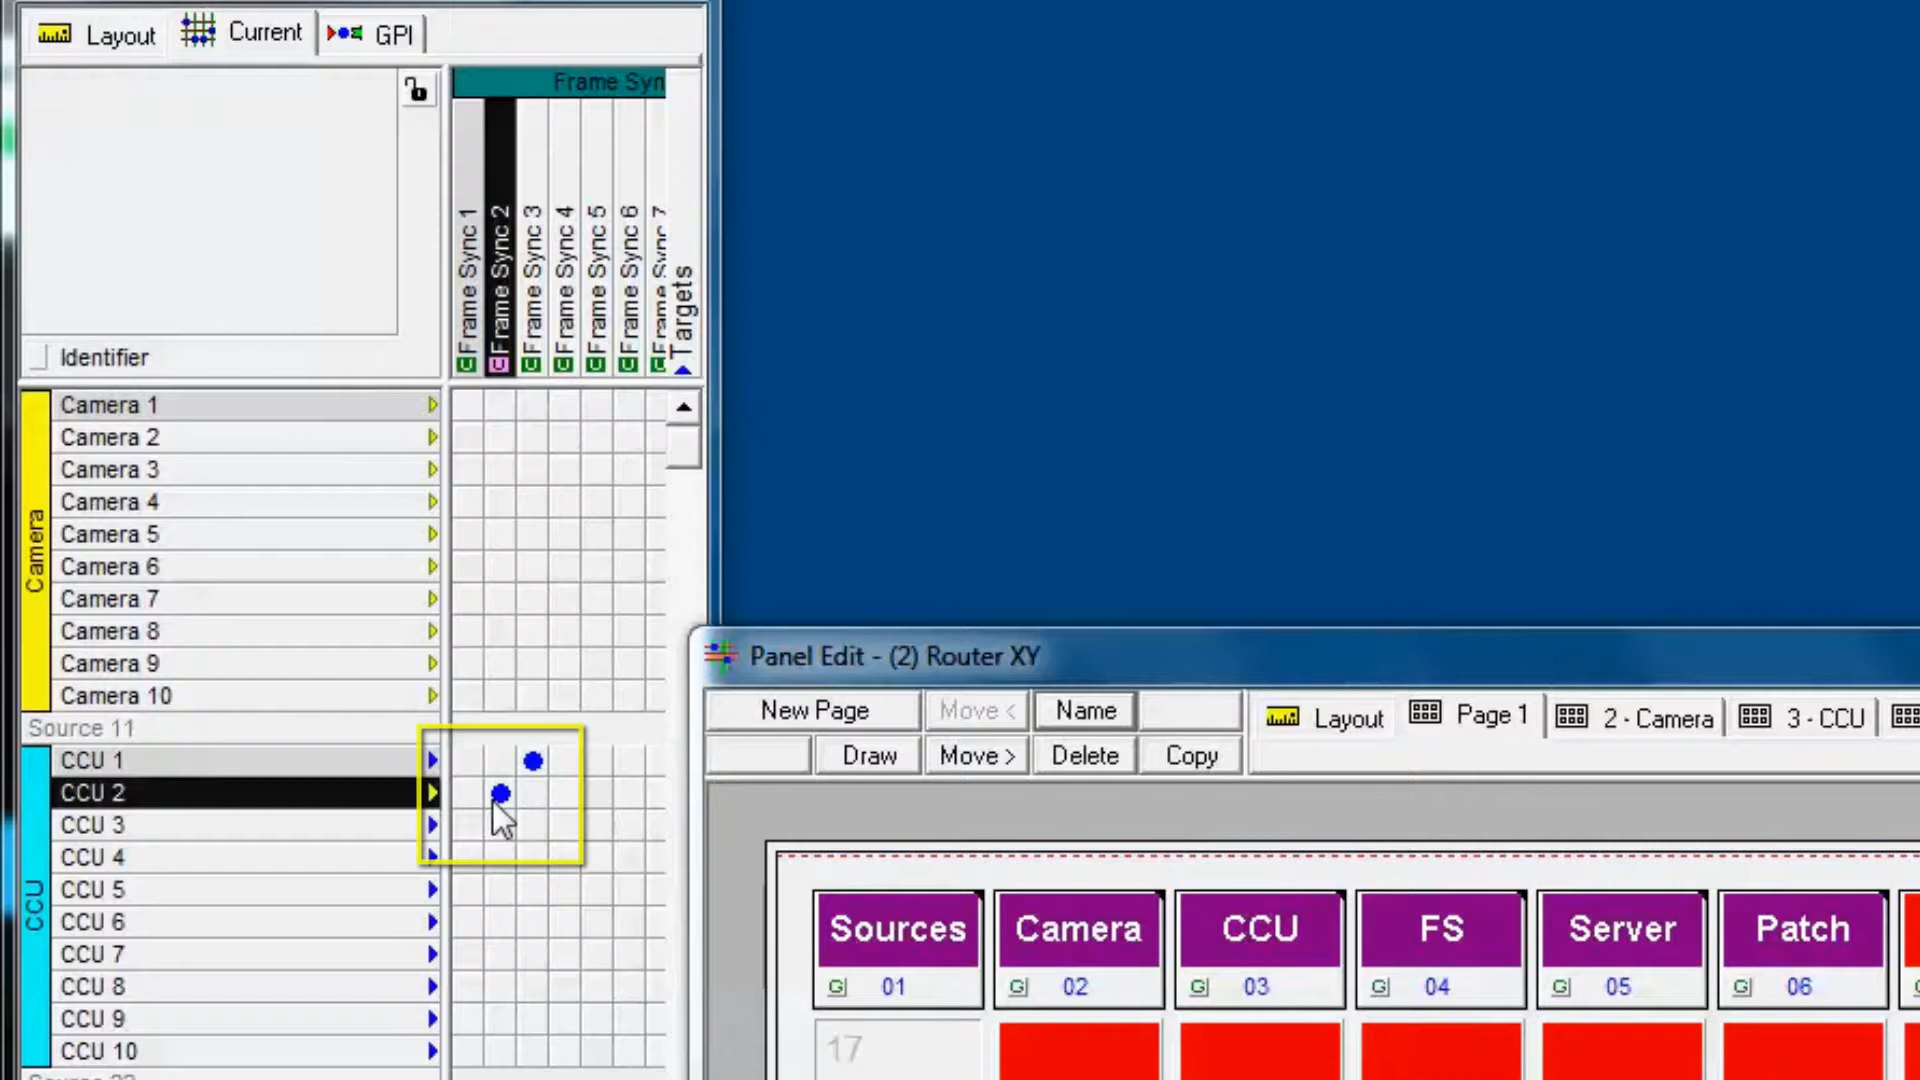 Layout
Current
GPI
Frame Syn
Frame Sync 1
Frame Sync 2
Frame Sync 3
Frame Sync 4
Frame Sync 5
Frame Sync 6
Frame Sync 7
Targets
Identifier
Camera
Camera 1
Camera 2
Camera 3
Camera 4
Camera 5
Camera 6
Camera 7
Camera 8
Camera 9
Camera 10
Source 11
CCU
CCU 1
CCU 2
CCU 3
CCU 4
CCU 5
CCU 6
CCU 7
CCU 8
CCU 9
CCU 10
Panel Edit - (2) Router XY
New Page Move < Name
Draw Move > Delete Copy
Layout Page 1 2 - Camera 3 - CCU
Sources Camera CCU FS Server Patch
G 01 G 02 G 03 G 04 G 05 G 06
17